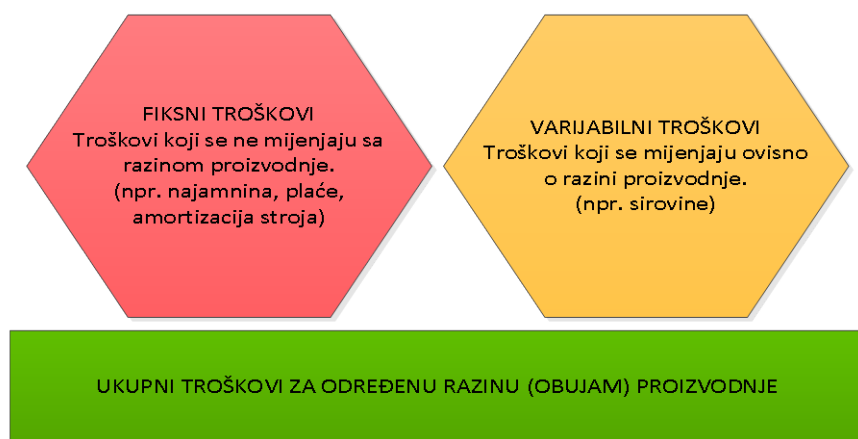 FIKSNI TROŠKOVI
Troškovi koji se ne mijenjaju sa
razinom proizvodnje.
(npr. najamnina, plaće,
amortizacija stroja)
VARIJABILNI TROŠKOVI
Troškovi koji se mijenjaju ovisno
o razini proizvodnje.
(npr. sirovine)
UKUPNI TROŠKOVI ZA ODREĐENU RAZINU (OBUJAM) PROIZVODNJE